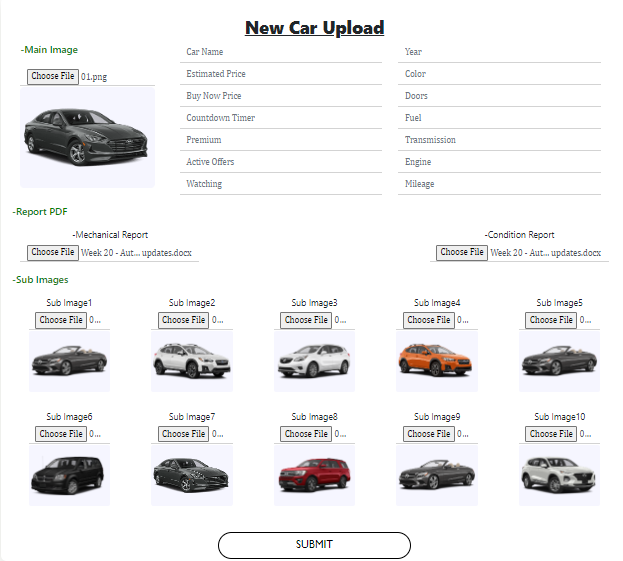 New Car Upload
-Main Image
Choose File 01.png
Car Name
Estimated Price
Buy Now Price
Countdown Timer
Premium
Active Offers
Watching
Year
Color
Doors
Fuel
Transmission
Engine
Mileage
-Report PDF
-Mechanical Report
Choose File Week 20 - Aut... updates.docx
-Condition Report
Choose File Week 20 - Aut... updates.docx
-Sub Images
Sub Image1 Sub Image2 Sub Image3 Sub Image4 Sub Image5
Choose File 0... Choose File 0... Choose File 0... Choose File 0... Choose File 0...
Sub Image6 Sub Image7 Sub Image8 Sub Image9 Sub Image10
Choose File 0... Choose File 0... Choose File 0... Choose File 0... Choose File 0...
SUBMIT